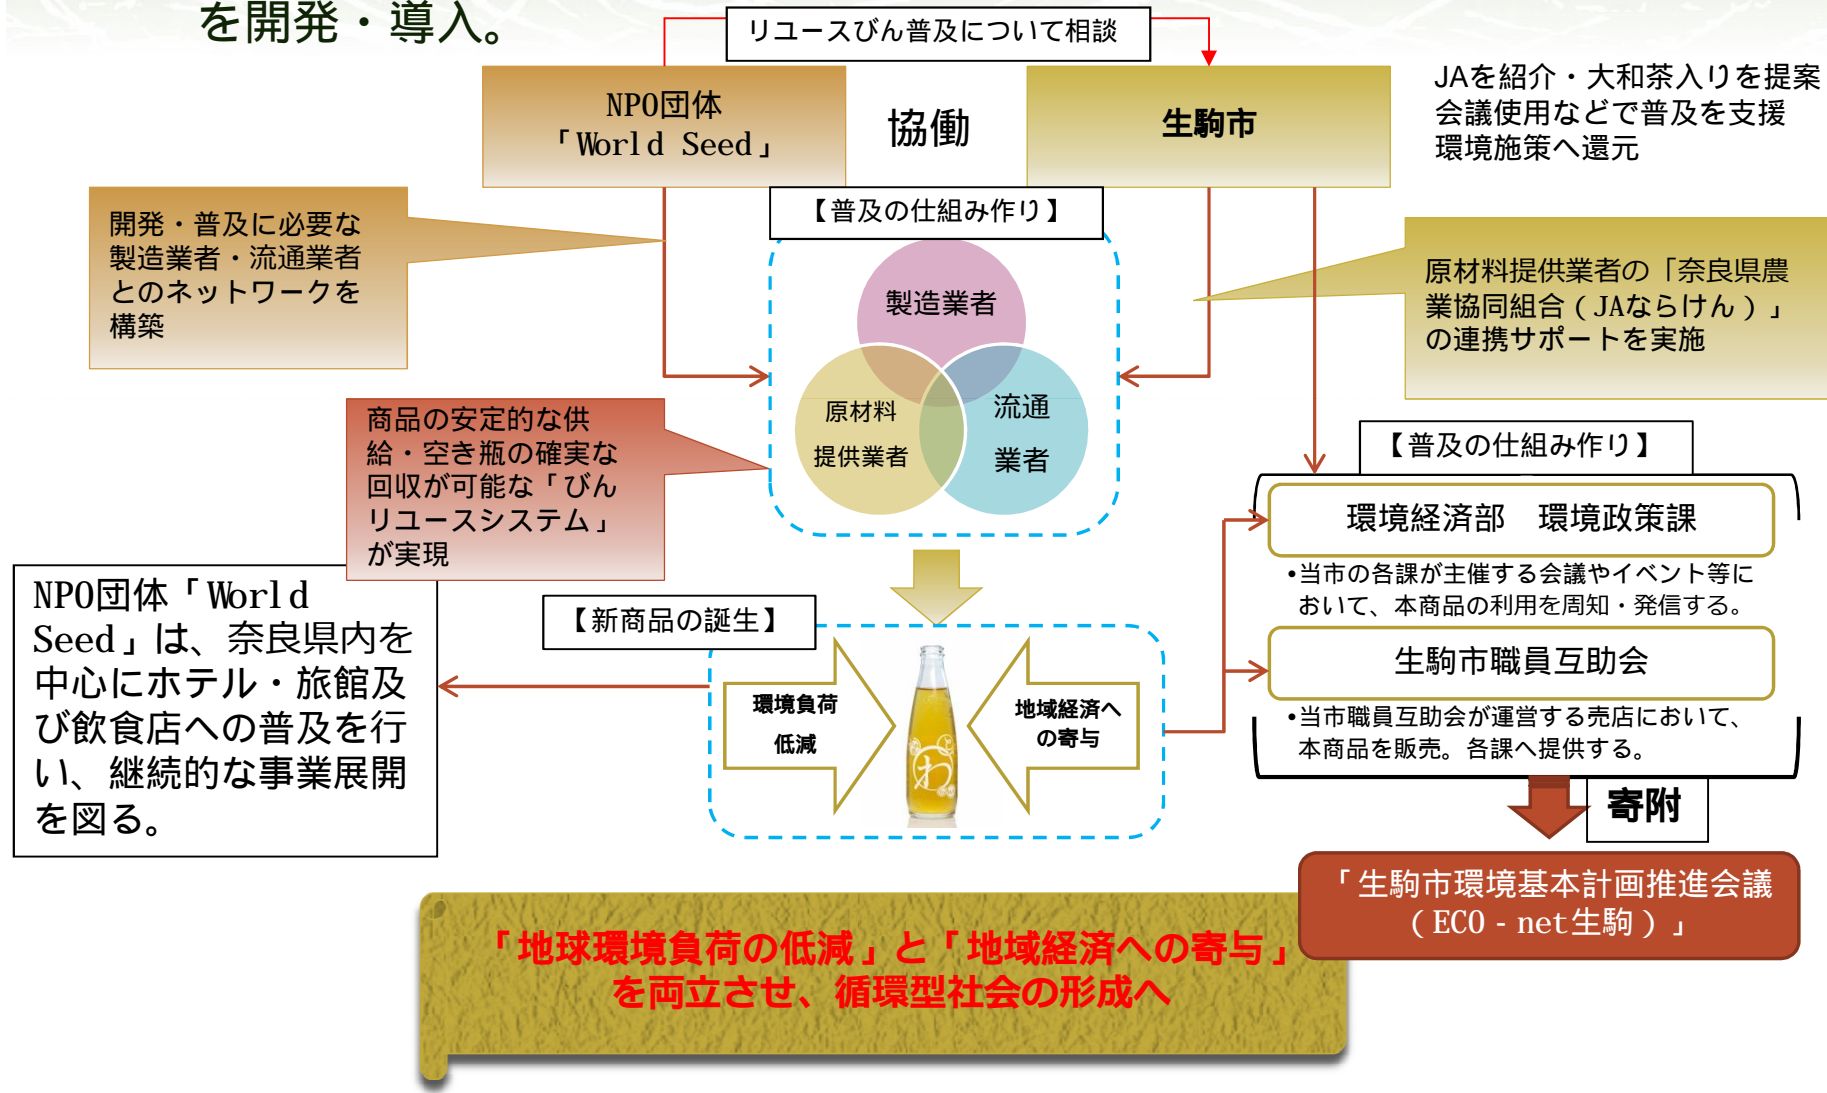 を開発・導入。
リユースびん普及について相談
NPO団体
「World Seed」
協働
生駒市
JAを紹介・大和茶入りを提案
会議使用などで普及を支援
環境施策へ還元
開発・普及に必要な
製造業者・流通業者
とのネットワークを
構築
【普及の仕組み作り】
製造業者
原材料
提供業者
流通
業者
原材料提供業者の「奈良県農
業協同組合（JAならけん）」
の連携サポートを実施
商品の安定的な供
給・空き瓶の確実な
回収が可能な「びん
リユースシステム」
が実現
【普及の仕組み作り】
環境経済部　環境政策課
•当市の各課が主催する会議やイベント等に
おいて、本商品の利用を周知・発信する。
生駒市職員互助会
•当市職員互助会が運営する売店において、
本商品を販売。各課へ提供する。
NPO団体「World
Seed」は、奈良県内を
中心にホテル・旅館及
び飲食店への普及を行
い、継続的な事業展開
を図る。
【新商品の誕生】
環境負荷
低減
わ
地域経済へ
の寄与
寄附
「生駒市環境基本計画推進会議
（ECO‐net生駒）」
「地球環境負荷の低減」と「地域経済への寄与」
を両立させ、循環型社会の形成へ